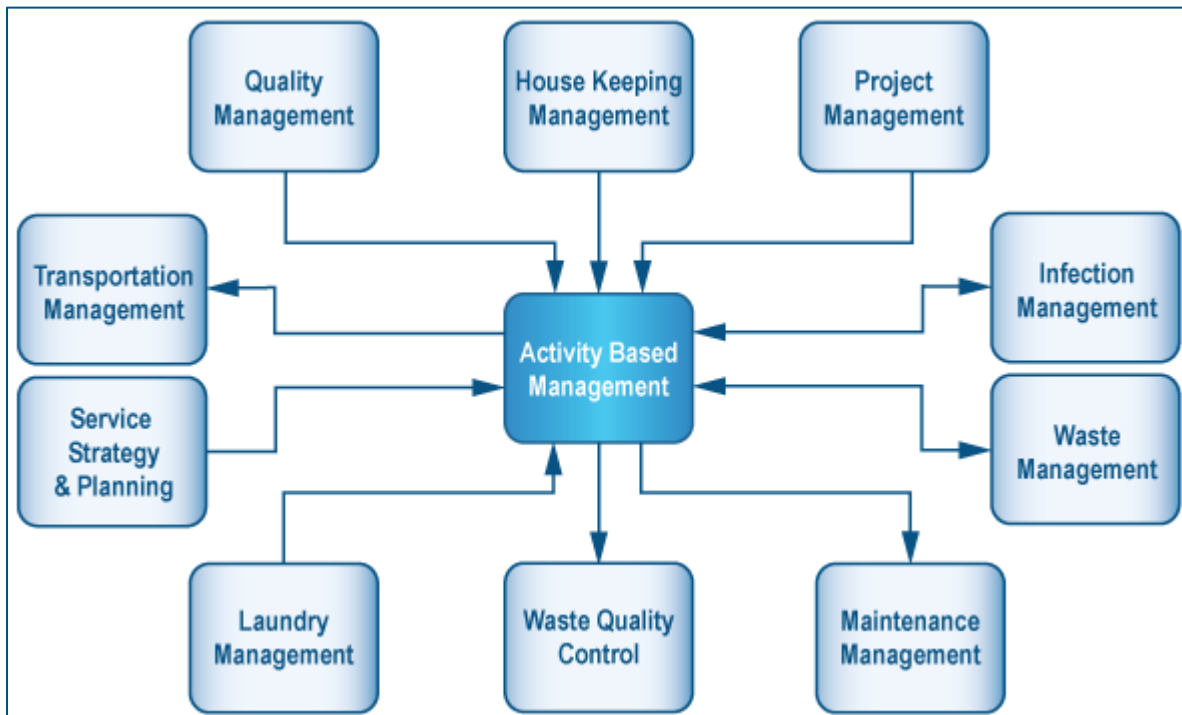 Quality
Management
House Keeping
Management
Project
Management
Transportation
Management
Infection
Management
Activity Based
Management
Service
Strategy
& Planning
Waste
Management
Laundry
Management
Waste Quality
Control
Maintenance
Management